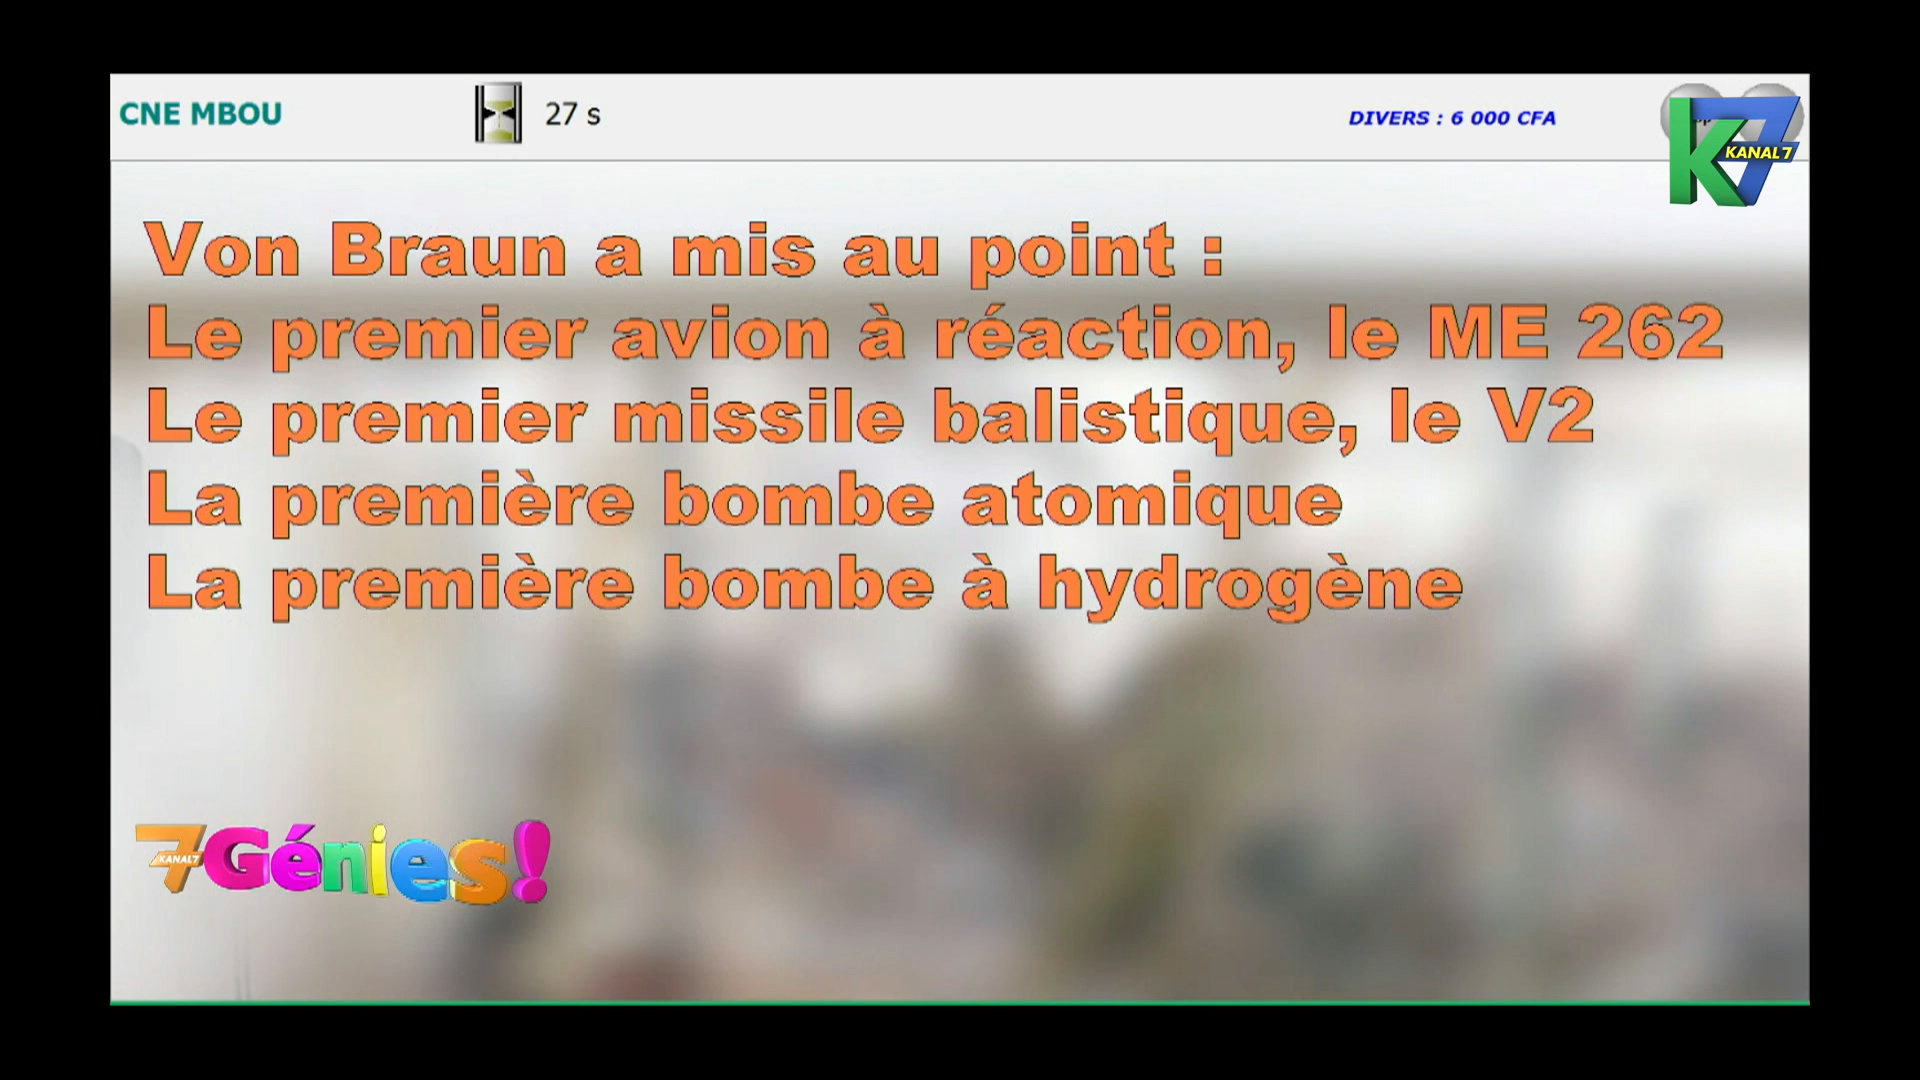 CNE MBOU
27 s
DIVERS : 6 000 CFA
K7
KANAL7
Von Braun a mis au point :
Le premier avion à réaction, le ME 262
Le premier missile balistique, le V2
La première bombe atomique
La première bombe à hydrogène
7 KANAL7 Génies!